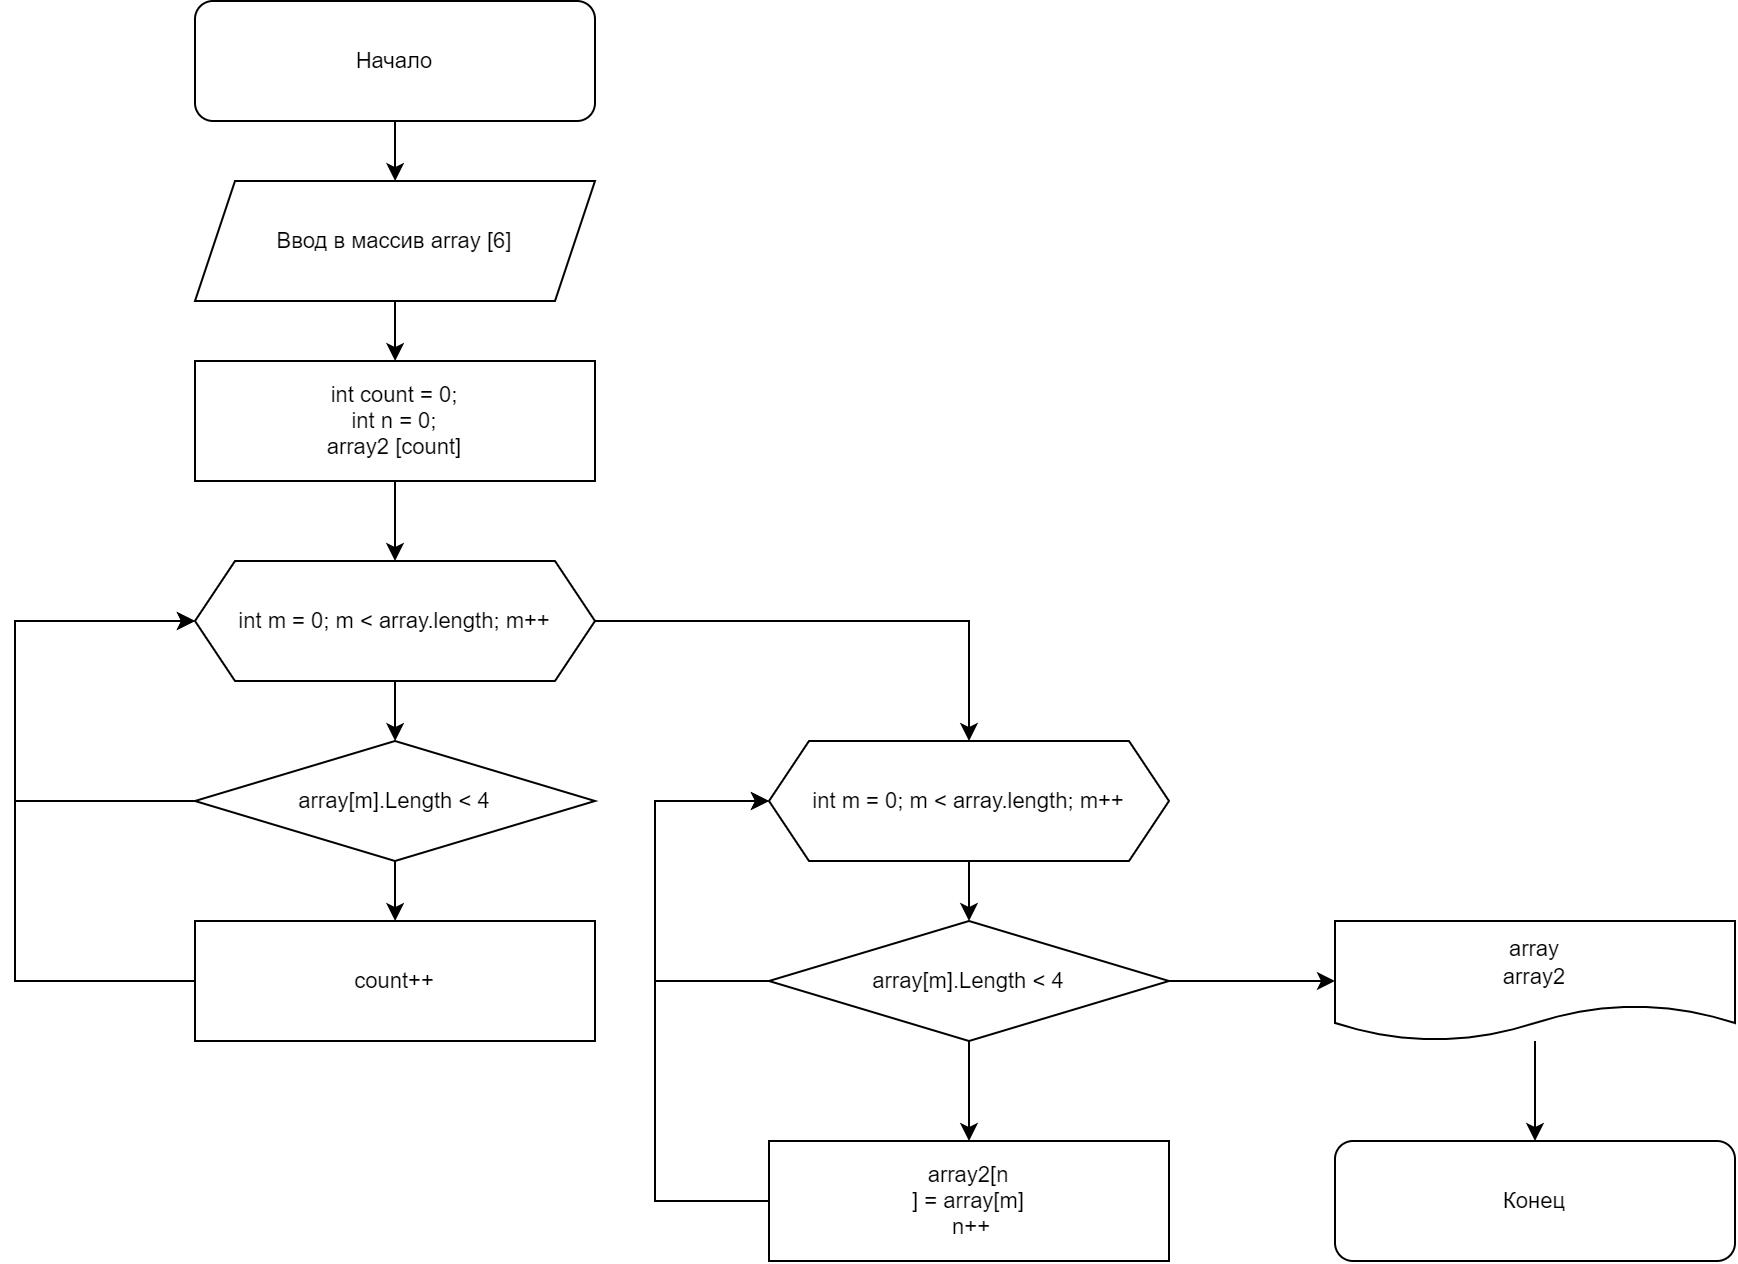 Начало
Ввод в массив array [6]
int count = 0;
int n = 0;
array2 [count]
int m = 0; m < array.length; m++
array[m].Length < 4
count++
int m = 0; m < array.length; m++
array[m].Length < 4
array2[n
] = array[m]
n++
array
array2
Конец